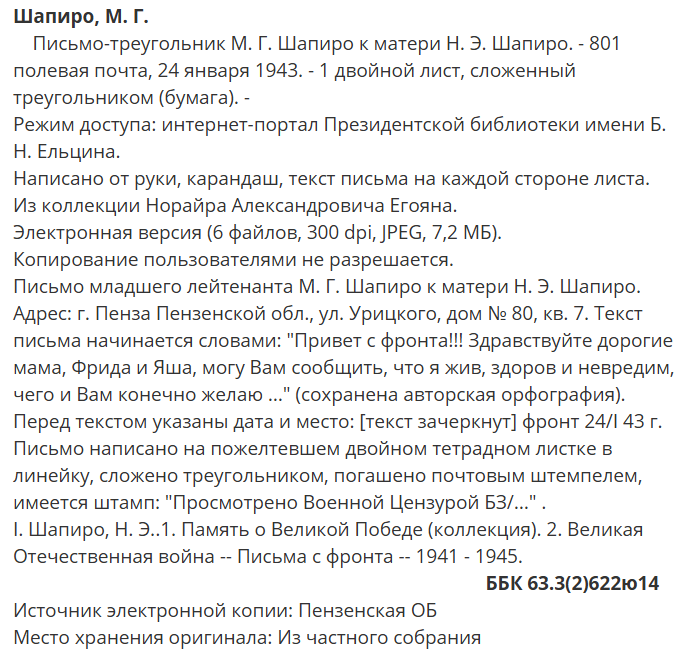 Шапиро, М. Г.
Письмо-треугольник М. Г. Шапиро к матери Н. Э. Шапиро. - 801
полевая почта, 24 января 1943. - 1 двойной лист, сложенный
треугольником (бумага). -
Режим доступа: интернет-портал Президентской библиотеки имени Б.
Н. Ельцина.
Написано от руки, карандаш, текст письма на каждой стороне листа.
Из коллекции Норайра Александровича Егояна.
Электронная версия (6 файлов, 300 dpi, JPEG, 7,2 МБ).
Копирование пользователями не разрешается.
Письмо младшего лейтенанта М. Г. Шапиро к матери Н. Э. Шапиро.
Адрес: г. Пенза Пензенской обл., ул. Урицкого, дом № 80, кв. 7. Текст
письма начинается словами: "Привет с фронта!!! Здравствуйте дорогие
мама, Фрида и Яша, могу Вам сообщить, что я жив, здоров и невредим,
чего и Вам конечно желаю ..." (сохранена авторская орфография).
Перед текстом указаны дата и место: [текст зачеркнут] фронт 24/I 43 г.
Письмо написано на пожелтевшем двойном тетрадном листке в
линейку, сложено треугольником, погашено почтовым штемпелем,
имеется штамп: "Просмотрено Военной Цензурой БЗ/..." .
I. Шапиро, Н. Э..1. Память о Великой Победе (коллекция). 2. Великая
Отечественная война -- Письма с фронта -- 1941 - 1945.
ББК 63.3(2)622ю14
Источник электронной копии: Пензенская ОБ
Место хранения оригинала: Из частного собрания